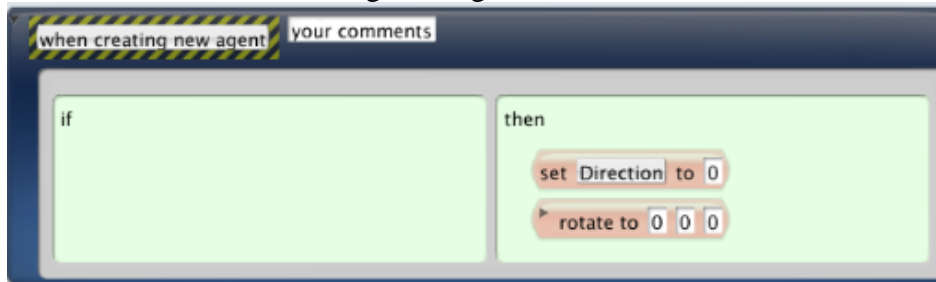 when creating new agent your comments
if
then
set Direction to 0
rotate to 0 0 0